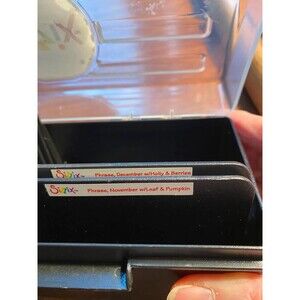 Sizzix Phrase, December w/Holly & Berries
Sizzix Phrase, November w/Leaf & Pumpkin